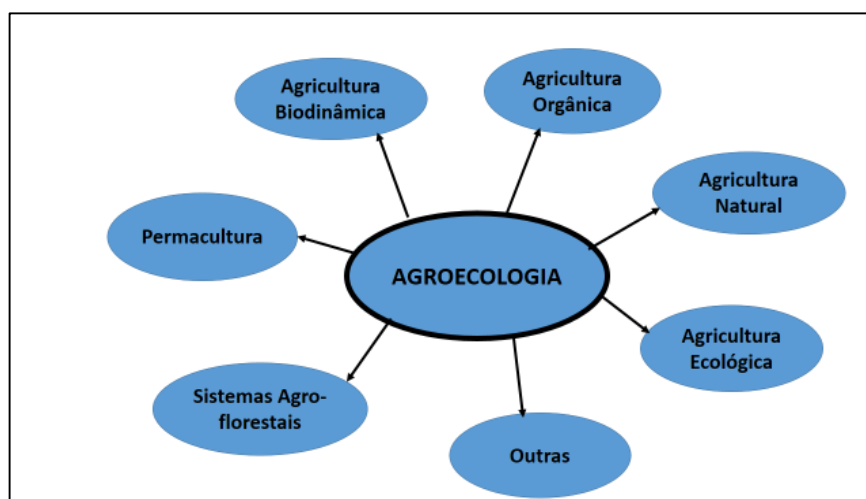 Agricultura
Biodinâmica
Agricultura
Orgânica
Agricultura
Natural
Permacultura
AGROECOLOGIA
Agricultura
Ecológica
Sistemas Agro-
florestais
Outras